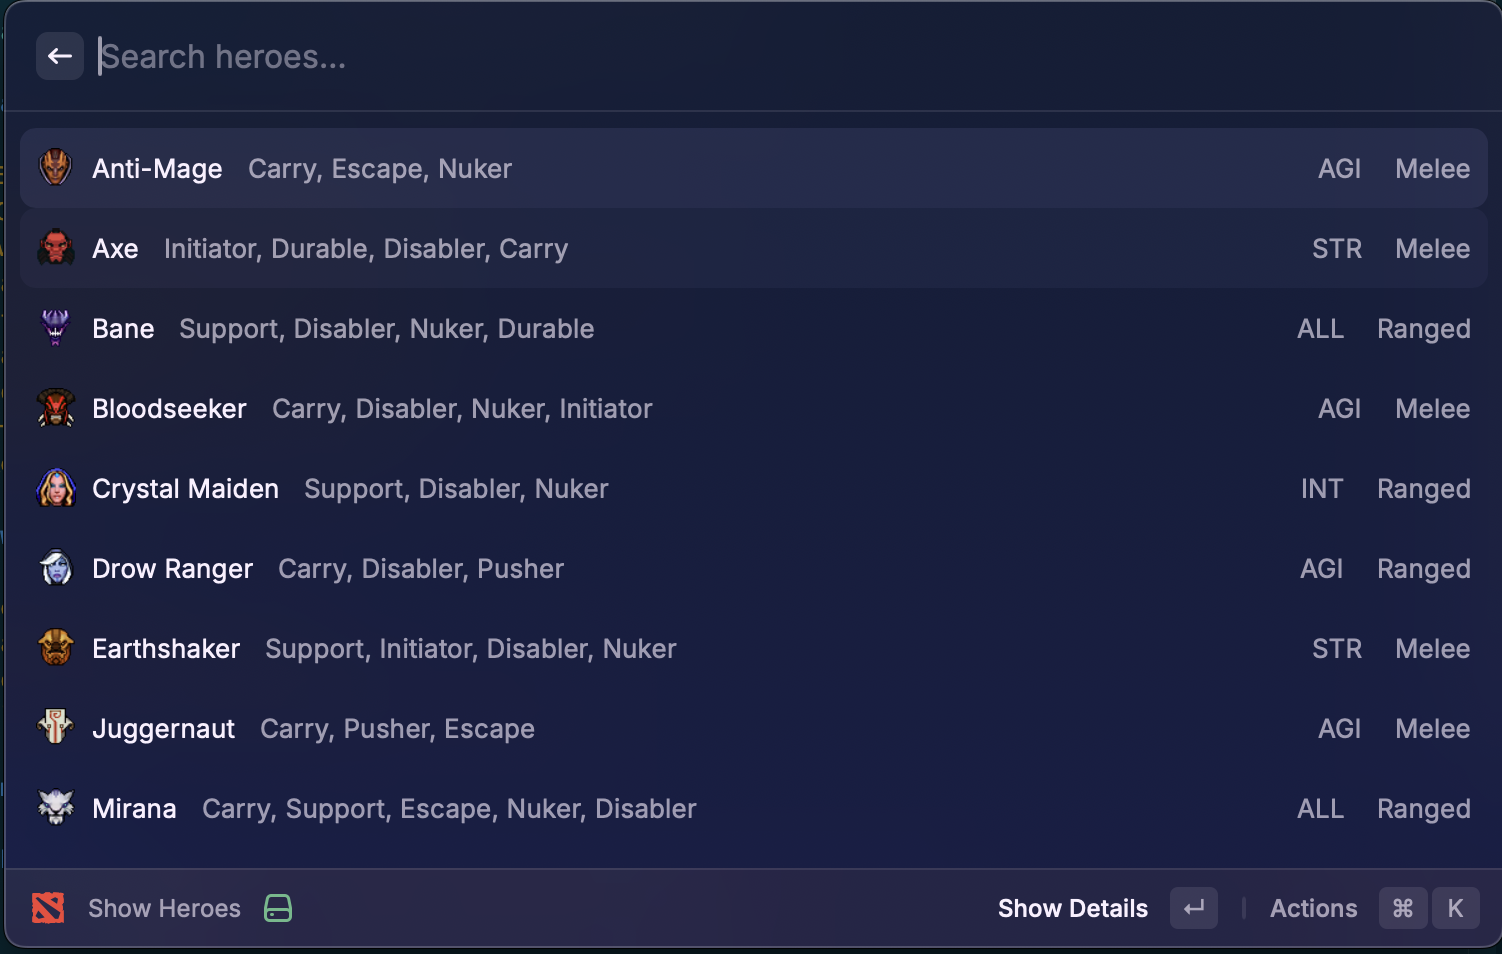 Search heroes...
Anti-Mage Carry, Escape, Nuker AGI Melee
Axe Initiator, Durable, Disabler, Carry STR Melee
Bane Support, Disabler, Nuker, Durable ALL Ranged
Bloodseeker Carry, Disabler, Nuker, Initiator AGI Melee
Crystal Maiden Support, Disabler, Nuker INT Ranged
Drow Ranger Carry, Disabler, Pusher AGI Ranged
Earthshaker Support, Initiator, Disabler, Nuker STR Melee
Juggernaut Carry, Pusher, Escape AGI Melee
Mirana Carry, Support, Escape, Nuker, Disabler ALL Ranged
Show Heroes Show Details ↵ Actions ⌘ K